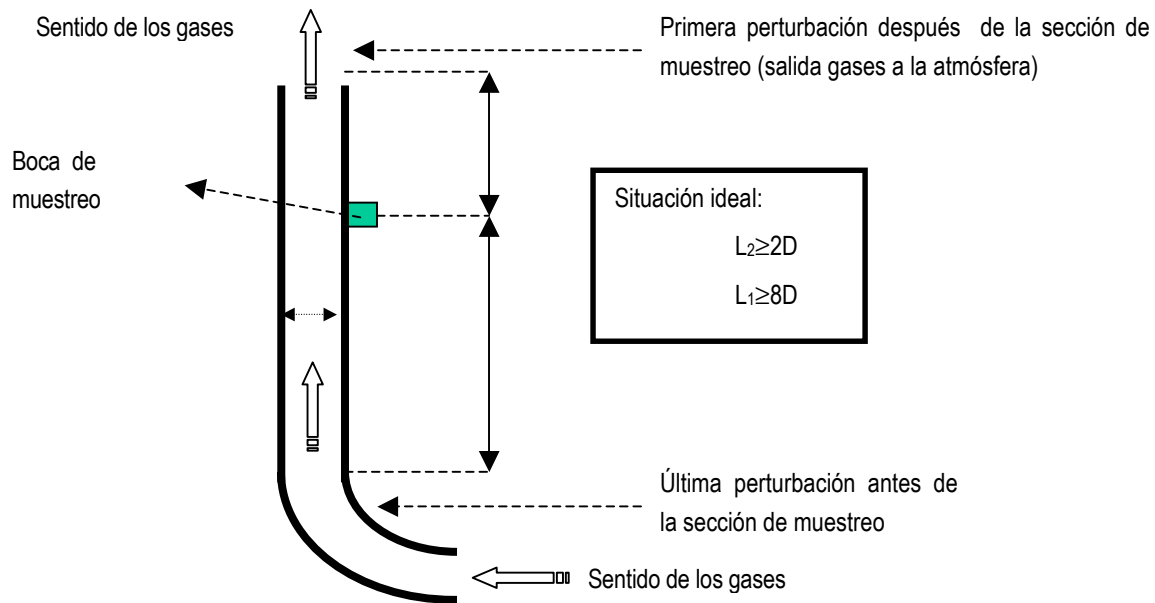 Sentido de los gases
Primera perturbación después de la sección de
muestreo (salida gases a la atmósfera)
Boca de
muestreo
Situación ideal:
L₂≥2D
L₁≥8D
Última perturbación antes de
la sección de muestreo
Sentido de los gases